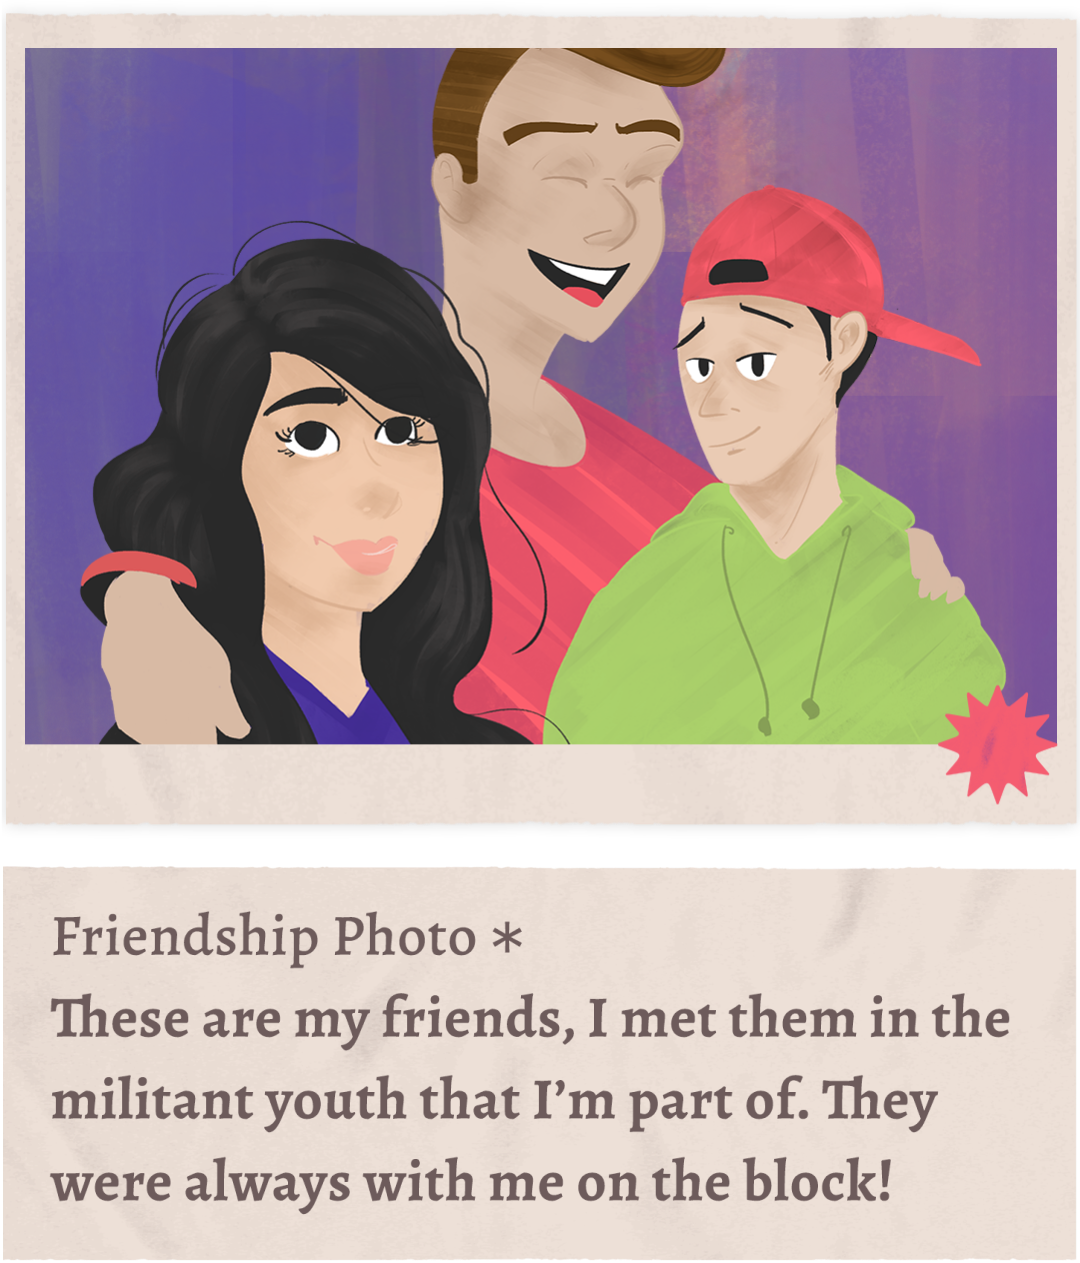 Friendship Photo *
These are my friends, I met them in the
militant youth that I’m part of. They
were always with me on the block!